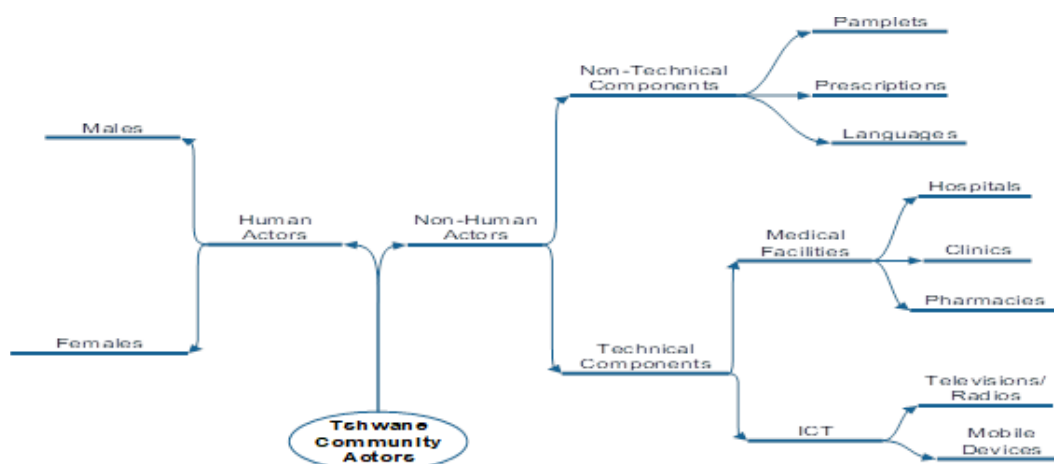 Pamplets
Non-Technical
Components
Prescriptions
Males
Languages
Hospitals
Human
Actors
Non-Human
Actors
Medical
Facilities
Clinics
Pharmacies
Females
Technical
Components
Televisions/
Radios
Tshwane
Community
Actors
ICT
Mobile
Devices